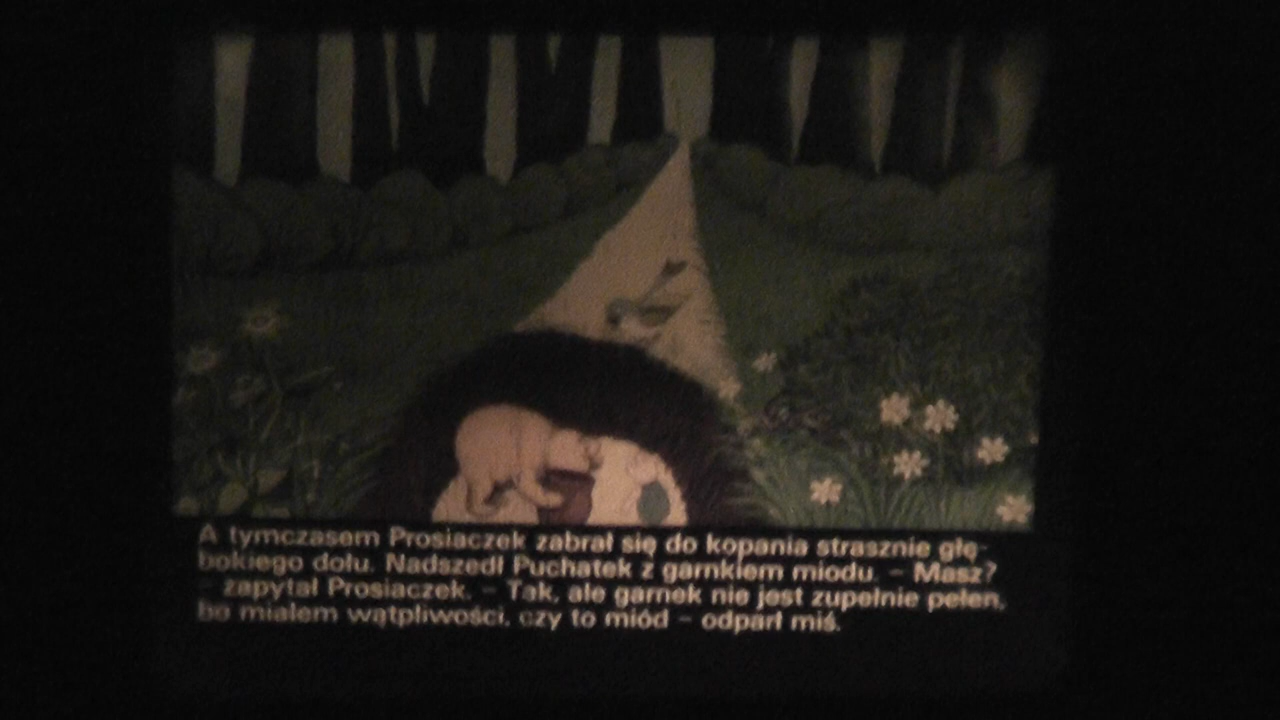 A tymczasem Prosiaczek zabrał się do kopania strasznie głę-
bokiego dołu. Nadszedł Puchatek z garnkiem miodu. – Masz?
– zapytał Prosiaczek. – Tak, ale garnek nie jest zupełnie pełen,
bo miałem wątpliwości, czy to miód – odparł miś.